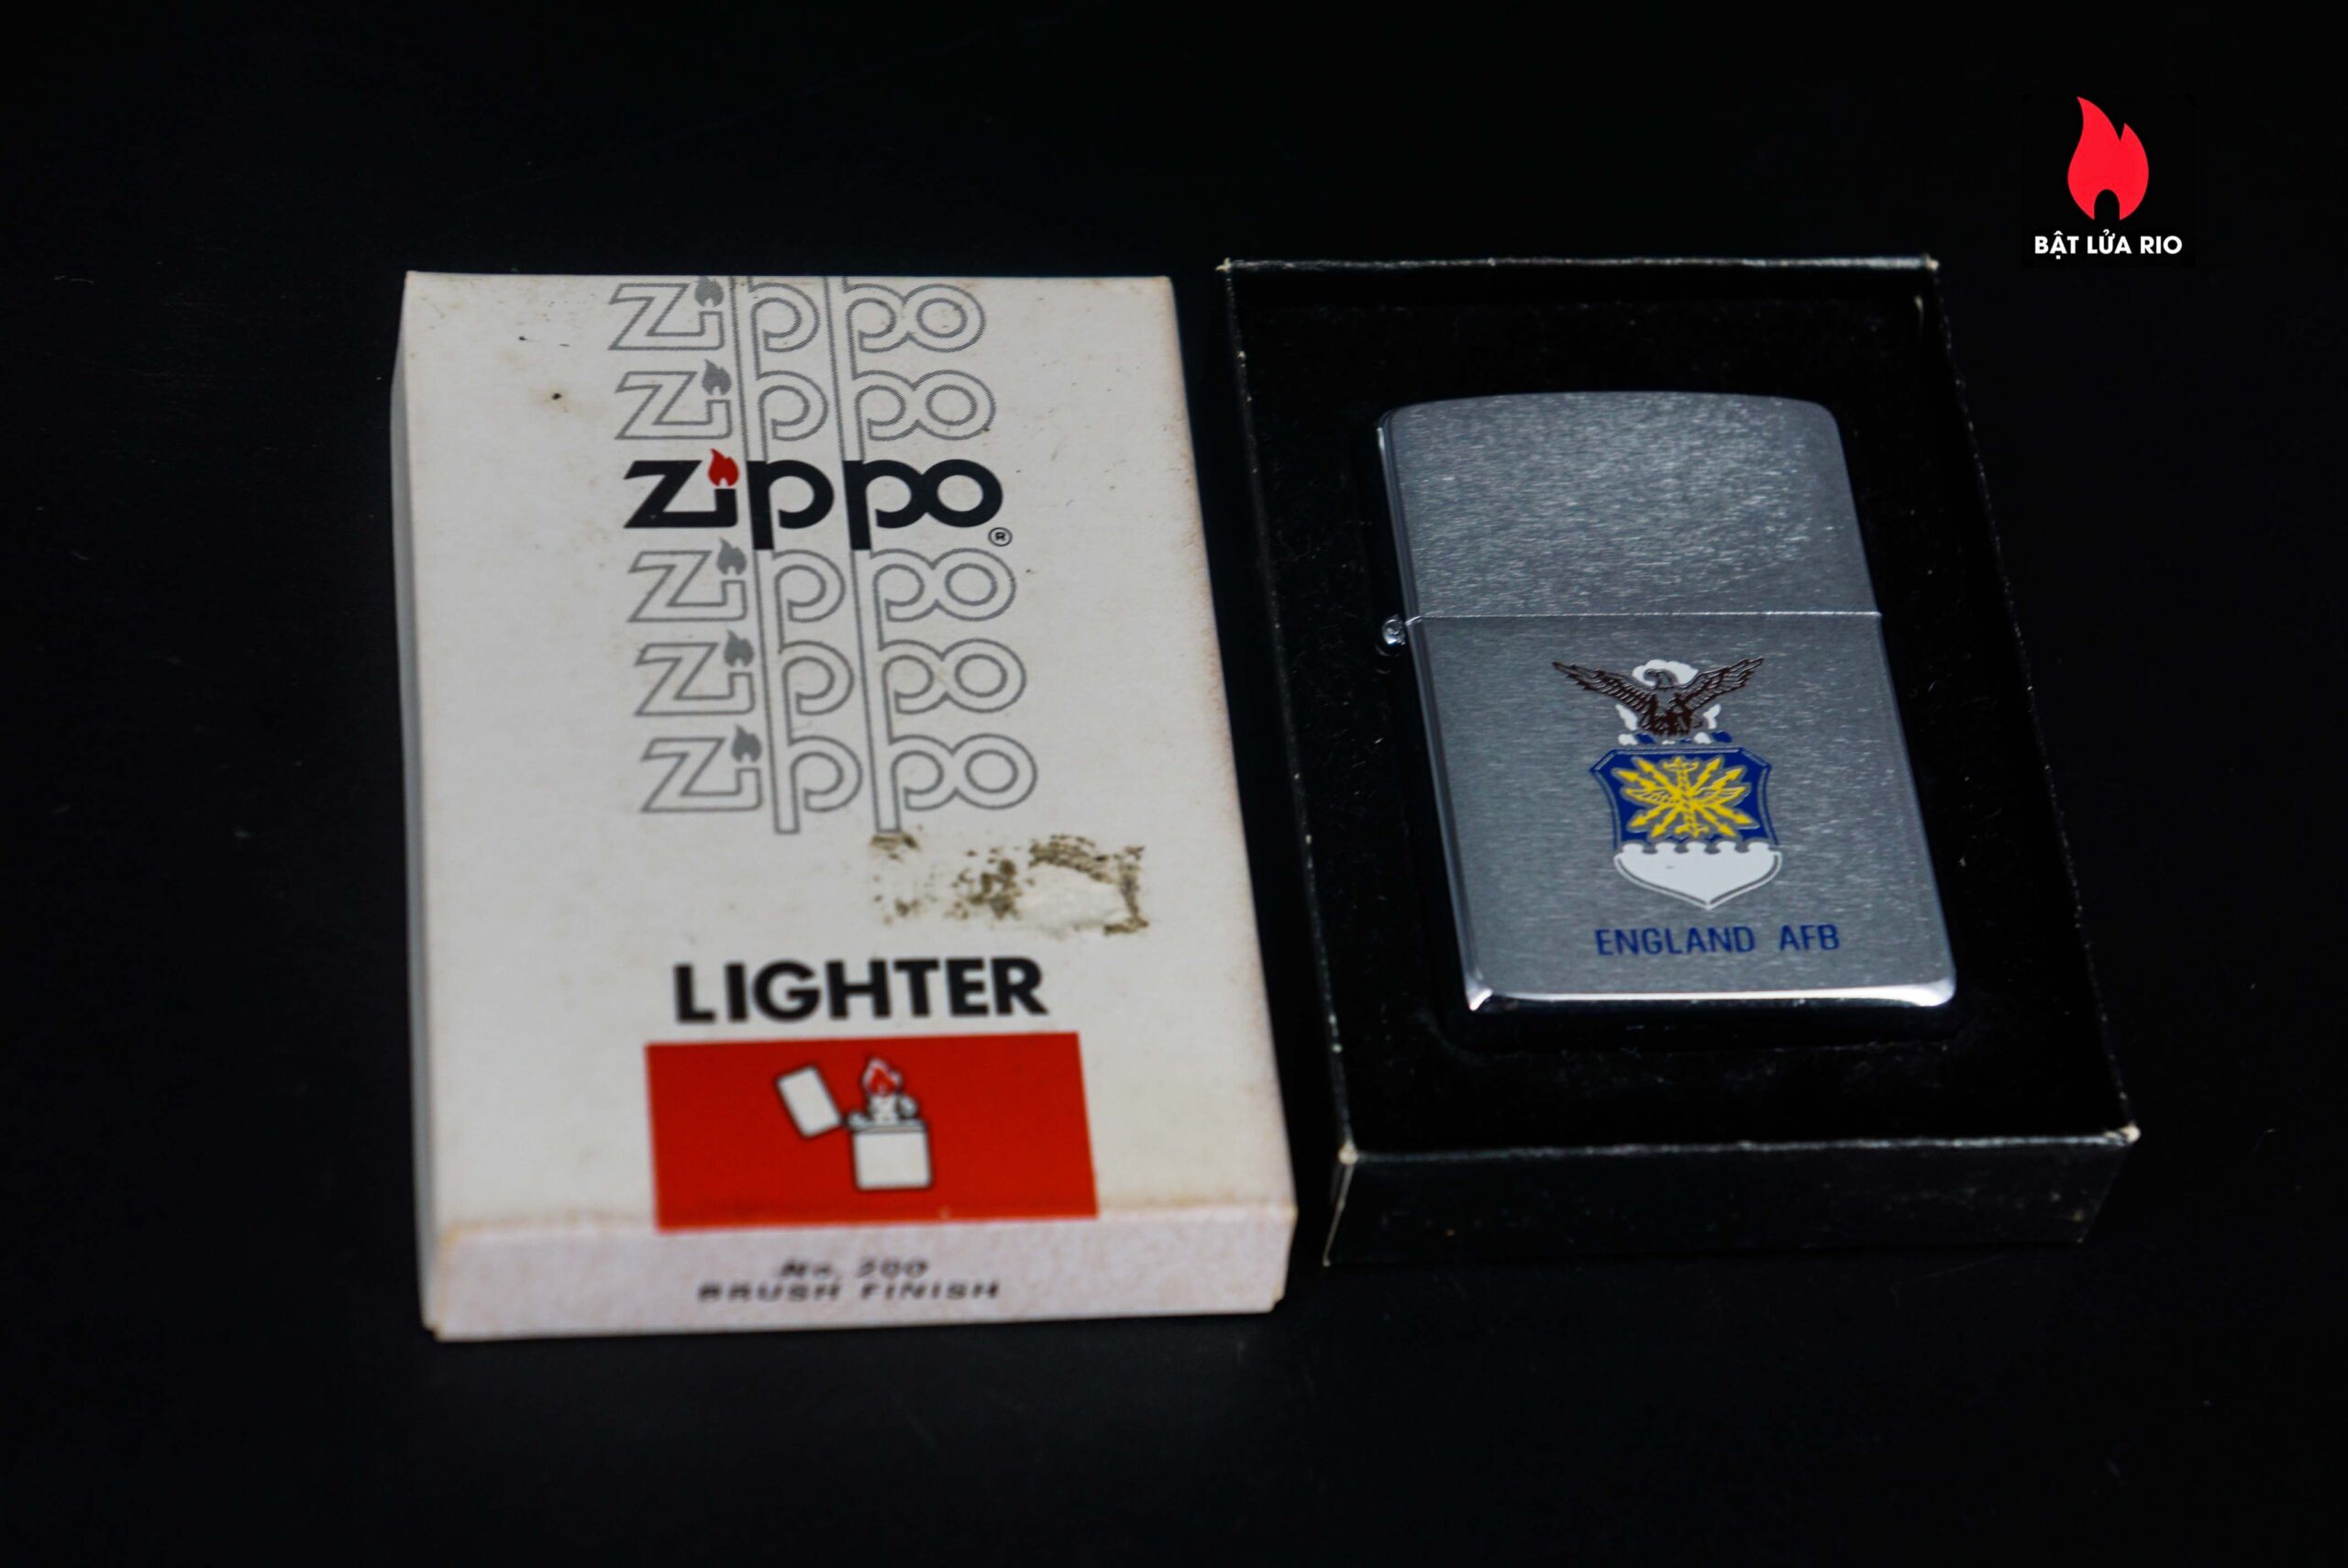 BẬT LỬA RIO
zippo
zippo
zippo®
zippo
zippo
zippo
LIGHTER
No. 200
BRUSH FINISH
ENGLAND AFB